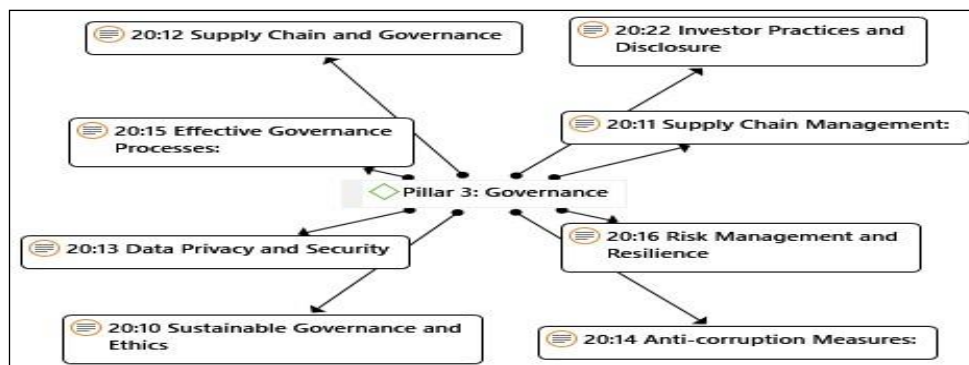 20:12 Supply Chain and Governance
20:22 Investor Practices and
Disclosure
20:15 Effective Governance
Processes:
20:11 Supply Chain Management:
Pillar 3: Governance
20:13 Data Privacy and Security
20:16 Risk Management and
Resilience
20:10 Sustainable Governance and
Ethics
20:14 Anti-corruption Measures: